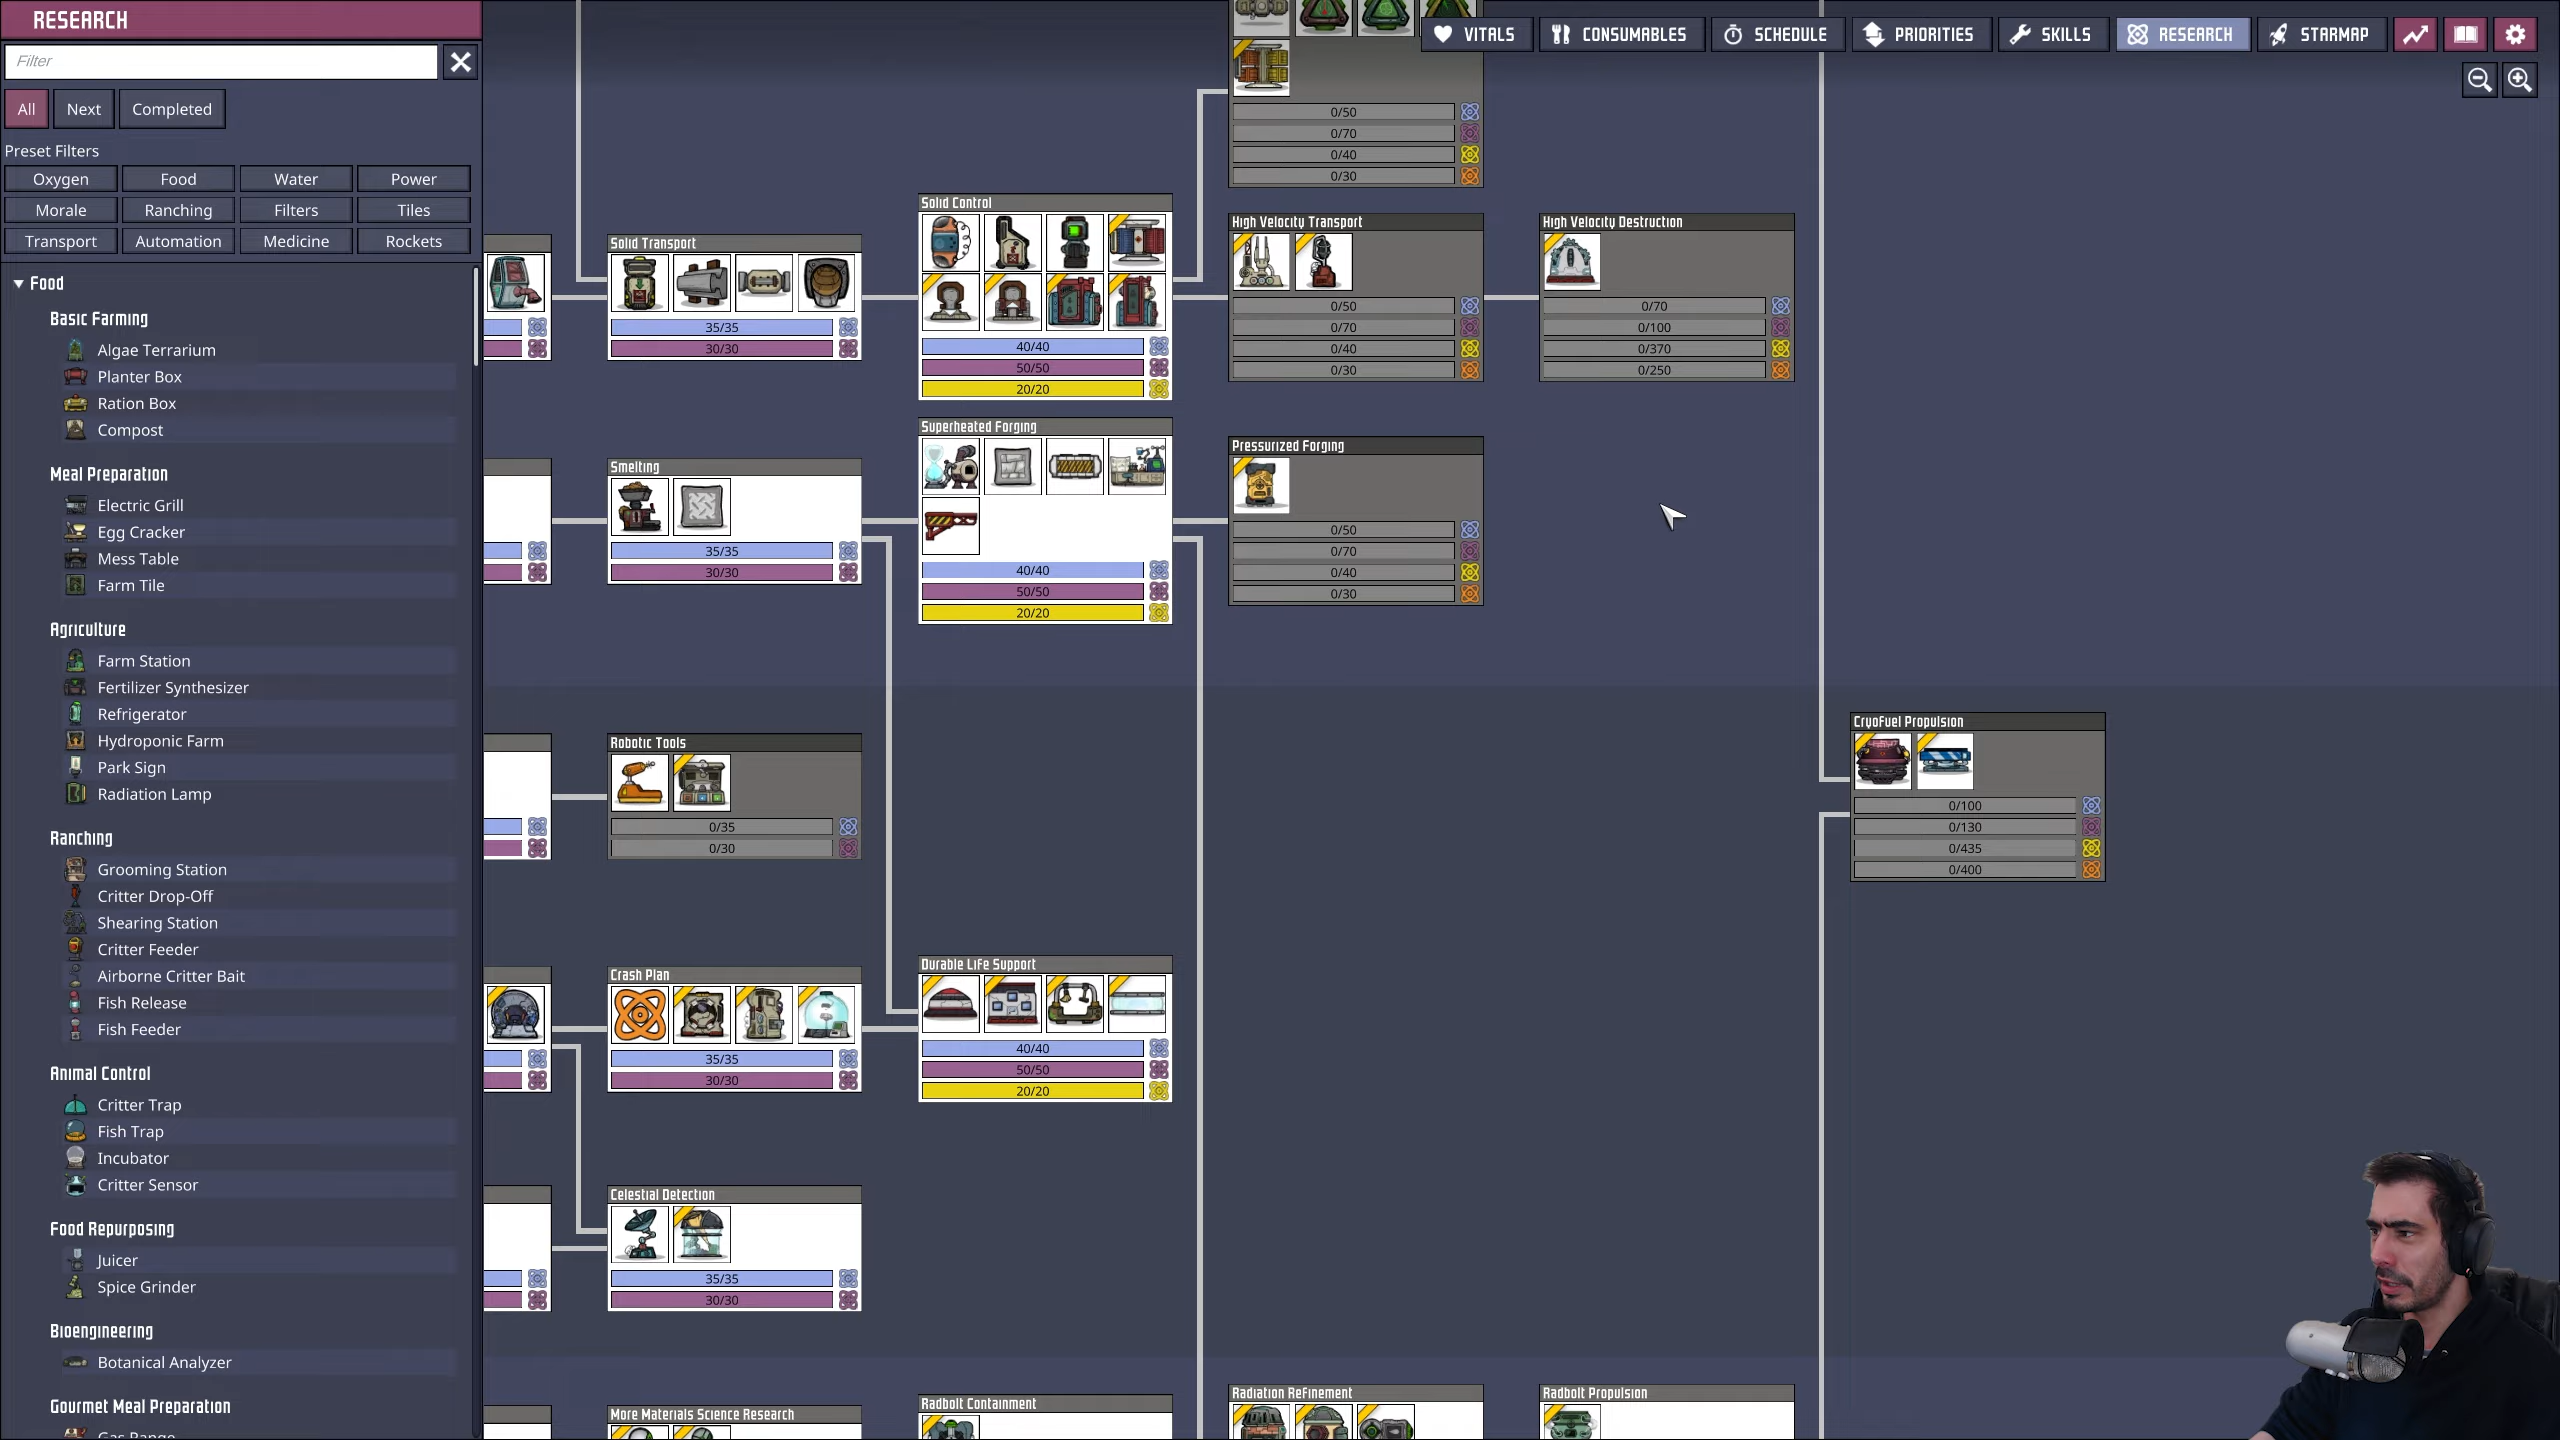 RESEARCH
VITALS
CONSUMABLES
SCHEDULE
PRIORITIES
SKILLS
RESEARCH
STARMAP
Filter
All
Next
Completed
Preset Filters
Oxygen
Food
Water
Power
Morale
Ranching
Filters
Tiles
Transport
Automation
Medicine
Rockets
Food
Basic Farming
Algae Terrarium
Planter Box
Ration Box
Compost
Meal Preparation
Electric Grill
Egg Cracker
Mess Table
Farm Tile
Agriculture
Farm Station
Fertilizer Synthesizer
Refrigerator
Hydroponic Farm
Park Sign
Radiation Lamp
Ranching
Grooming Station
Critter Drop-Off
Shearing Station
Critter Feeder
Airborne Critter Bait
Fish Release
Fish Feeder
Animal Control
Critter Trap
Fish Trap
Incubator
Critter Sensor
Food Repurposing
Juicer
Spice Grinder
Bioengineering
Botanical Analyzer
Gourmet Meal Preparation
Gas Range
0/50
0/70
0/40
0/30
Solid Transport
35/35
30/30
Solid Control
40/40
50/50
20/20
High Velocity Transport
0/50
0/70
0/40
0/30
High Velocity Destruction
0/70
0/100
0/370
0/250
Smelting
35/35
30/30
Superheated Forging
40/40
50/50
20/20
Pressurized Forging
0/50
0/70
0/40
0/30
Robotic Tools
0/35
0/30
CryoFuel Propulsion
0/100
0/130
0/435
0/400
Crash Plan
35/35
30/30
Durable Life Support
40/40
50/50
20/20
Celestial Detection
35/35
30/30
More Materials Science Research
Radbolt Containment
Radiation Refinement
Radbolt Propulsion